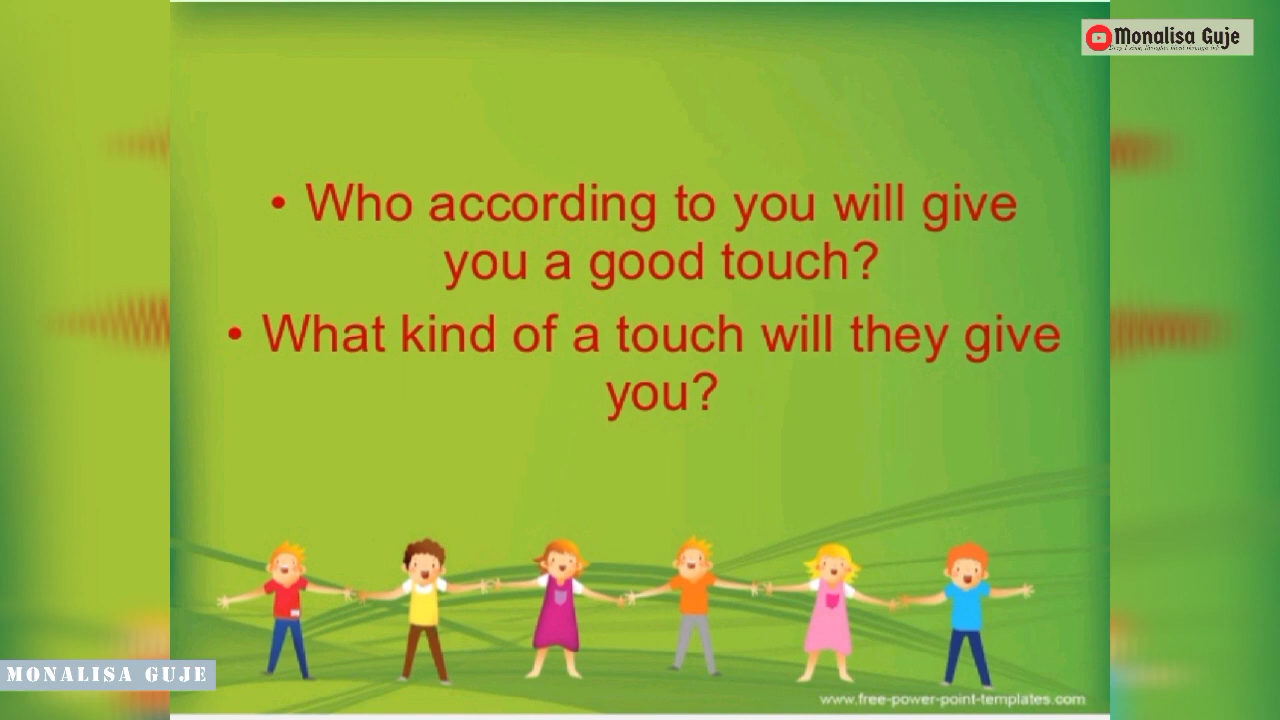 Monalisa Guje
• Who according to you will give
you a good touch?
• What kind of a touch will they give
you?
MONALISA GUJE
www.free-power-point-templates.com